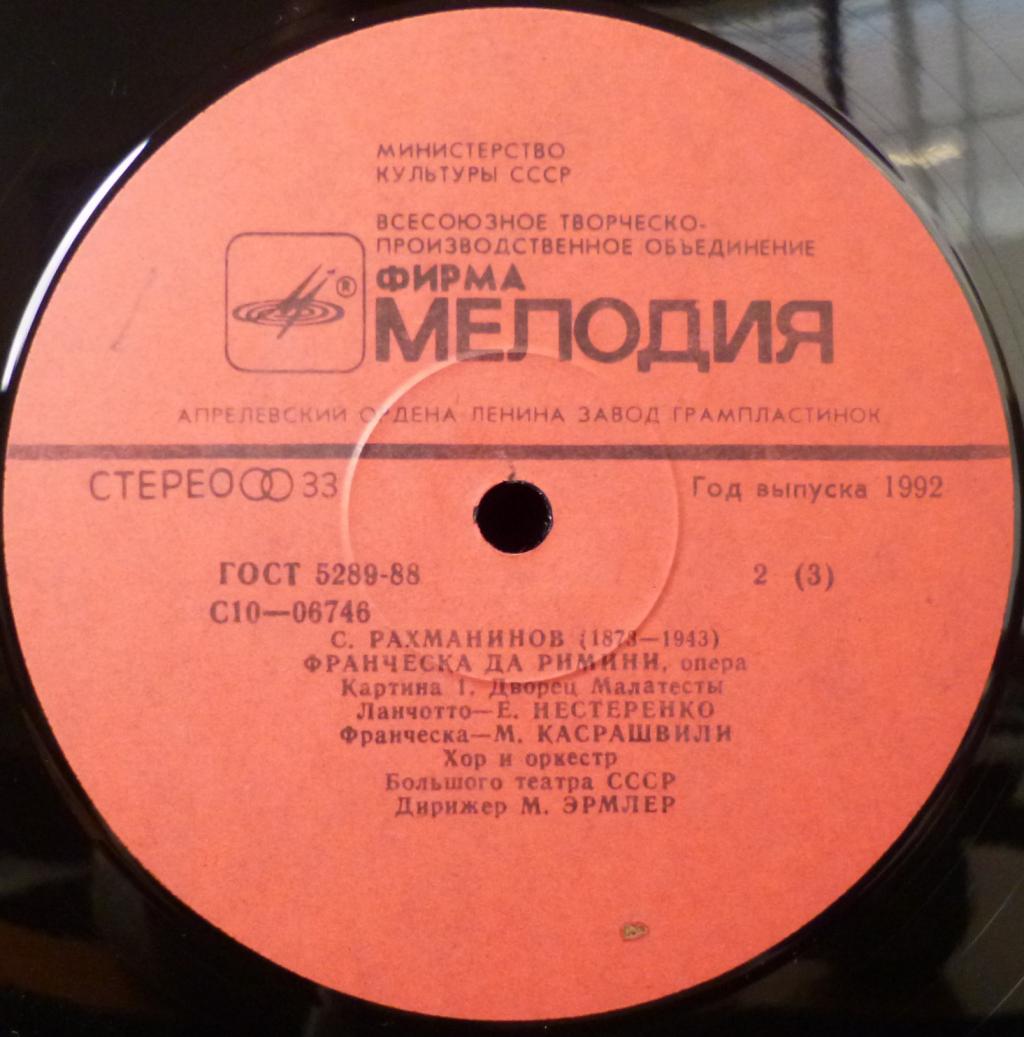 МИНИСТЕРСТВО
КУЛЬТУРЫ СССР
ВСЕСОЮЗНОЕ ТВОРЧЕСКО-
ПРОИЗВОДСТВЕННОЕ ОБЪЕДИНЕНИЕ
ФИРМА
®
МЕЛОДИЯ
АПРЕЛЕВСКИЙ ОРДЕНА ЛЕНИНА ЗАВОД ГРАМПЛАСТИНОК
СТЕРЕО 33 Год выпуска 1992
ГОСТ 5289-88 2 (3)
С10—06746
С. РАХМАНИНОВ (1873—1943)
ФРАНЧЕСКА ДА РИМИНИ, опера
Картина 1. Дворец Малатесты
Ланчотто—Е. НЕСТЕРЕНКО
Франческа—М. КАСРАШВИЛИ
Хор и оркестр
Большого театра СССР
Дирижер М. ЭРМЛЕР